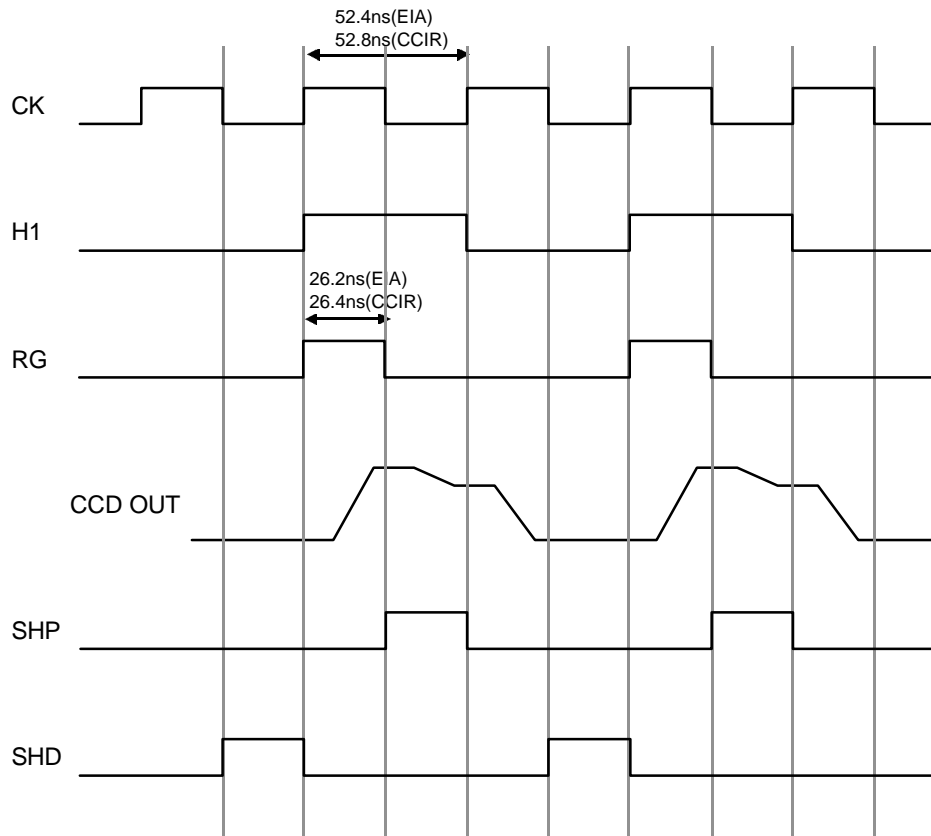 52.4ns(EIA)
52.8ns(CCIR)
CK
H1
26.2ns(EIA)
26.4ns(CCIR)
RG
CCD OUT
SHP
SHD